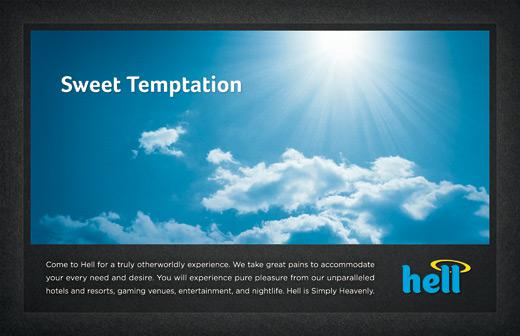 Sweet Temptation
Come to Hell for a truly otherworldly experience. We take great pains to accommodate
your every need and desire. You will experience pure pleasure from our unparalleled
hotels and resorts, gaming venues, entertainment, and nightlife. Hell is Simply Heavenly.
hell